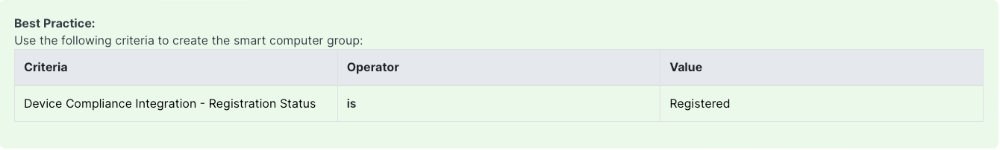 Best Practice:
Use the following criteria to create the smart computer group:
Criteria Operator Value
Device Compliance Integration - Registration Status is Registered